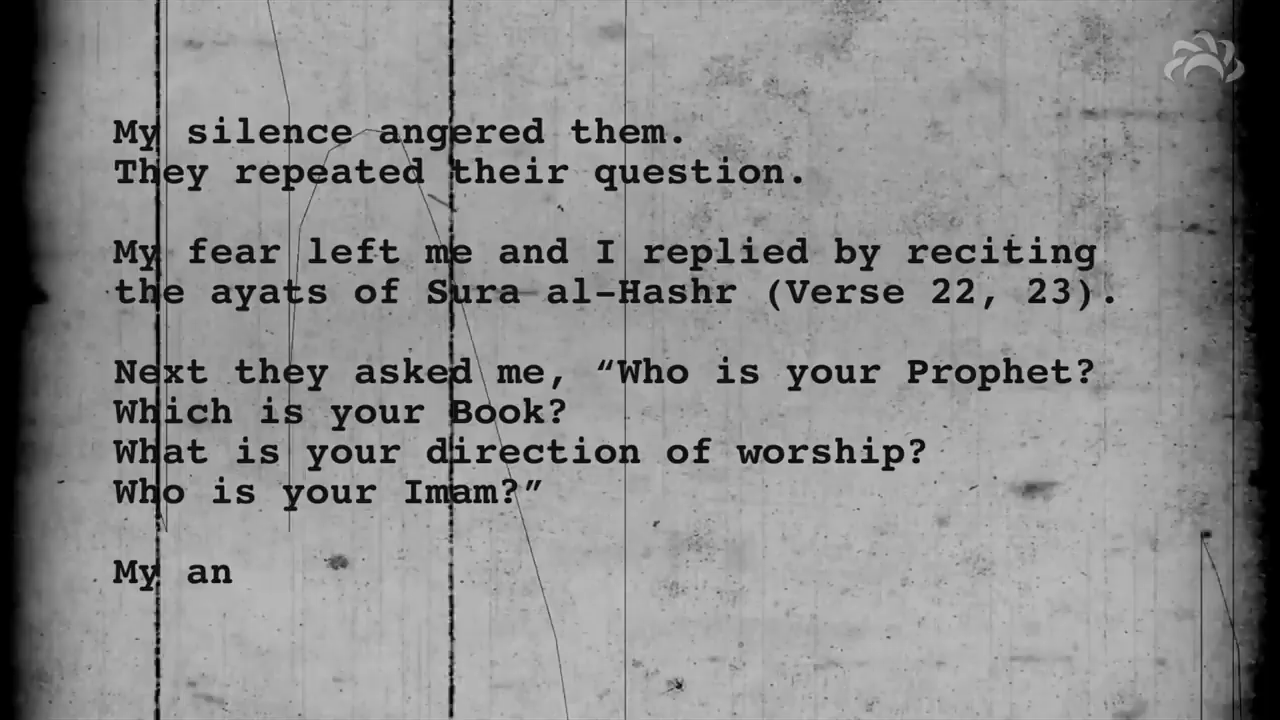 My silence angered them.
They repeated their question.
My fear left me and I replied by reciting
the ayats of Sura al-Hashr (Verse 22, 23).
Next they asked me, “Who is your Prophet?
Which is your Book?
What is your direction of worship?
Who is your Imam?”
My an